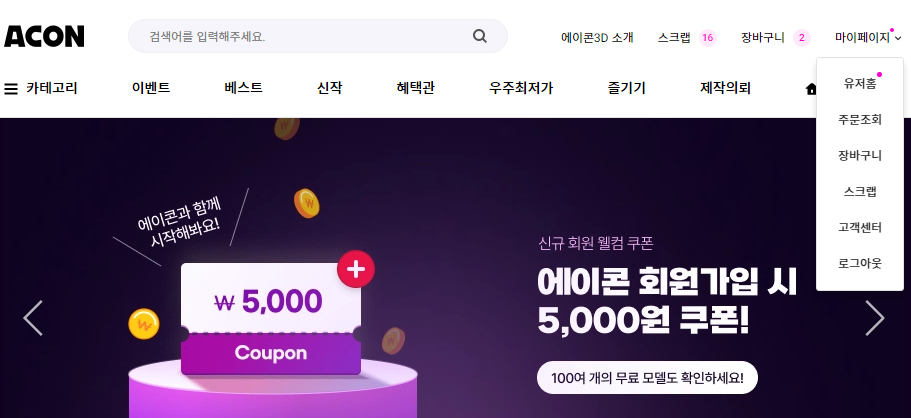 ACON
검색어를 입력해주세요.
에이콘3D 소개
스크랩 16
장바구니 2
마이페이지
카테고리
이벤트
베스트
신작
혜택관
우주최저가
즐기기
제작의뢰
유저홈
주문조회
장바구니
스크랩
고객센터
로그아웃
에이콘과 함께
시작해봐요!
₩ 5,000
Coupon
신규 회원 웰컴 쿠폰
에이콘 회원가입 시
5,000원 쿠폰!
100여 개의 무료 모델도 확인하세요!